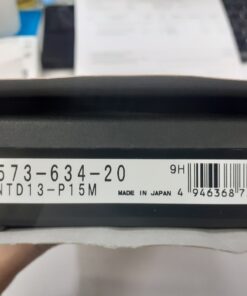 573-634-20
NTD13-P15M
MADE IN JAPAN
9H
4 946368 7